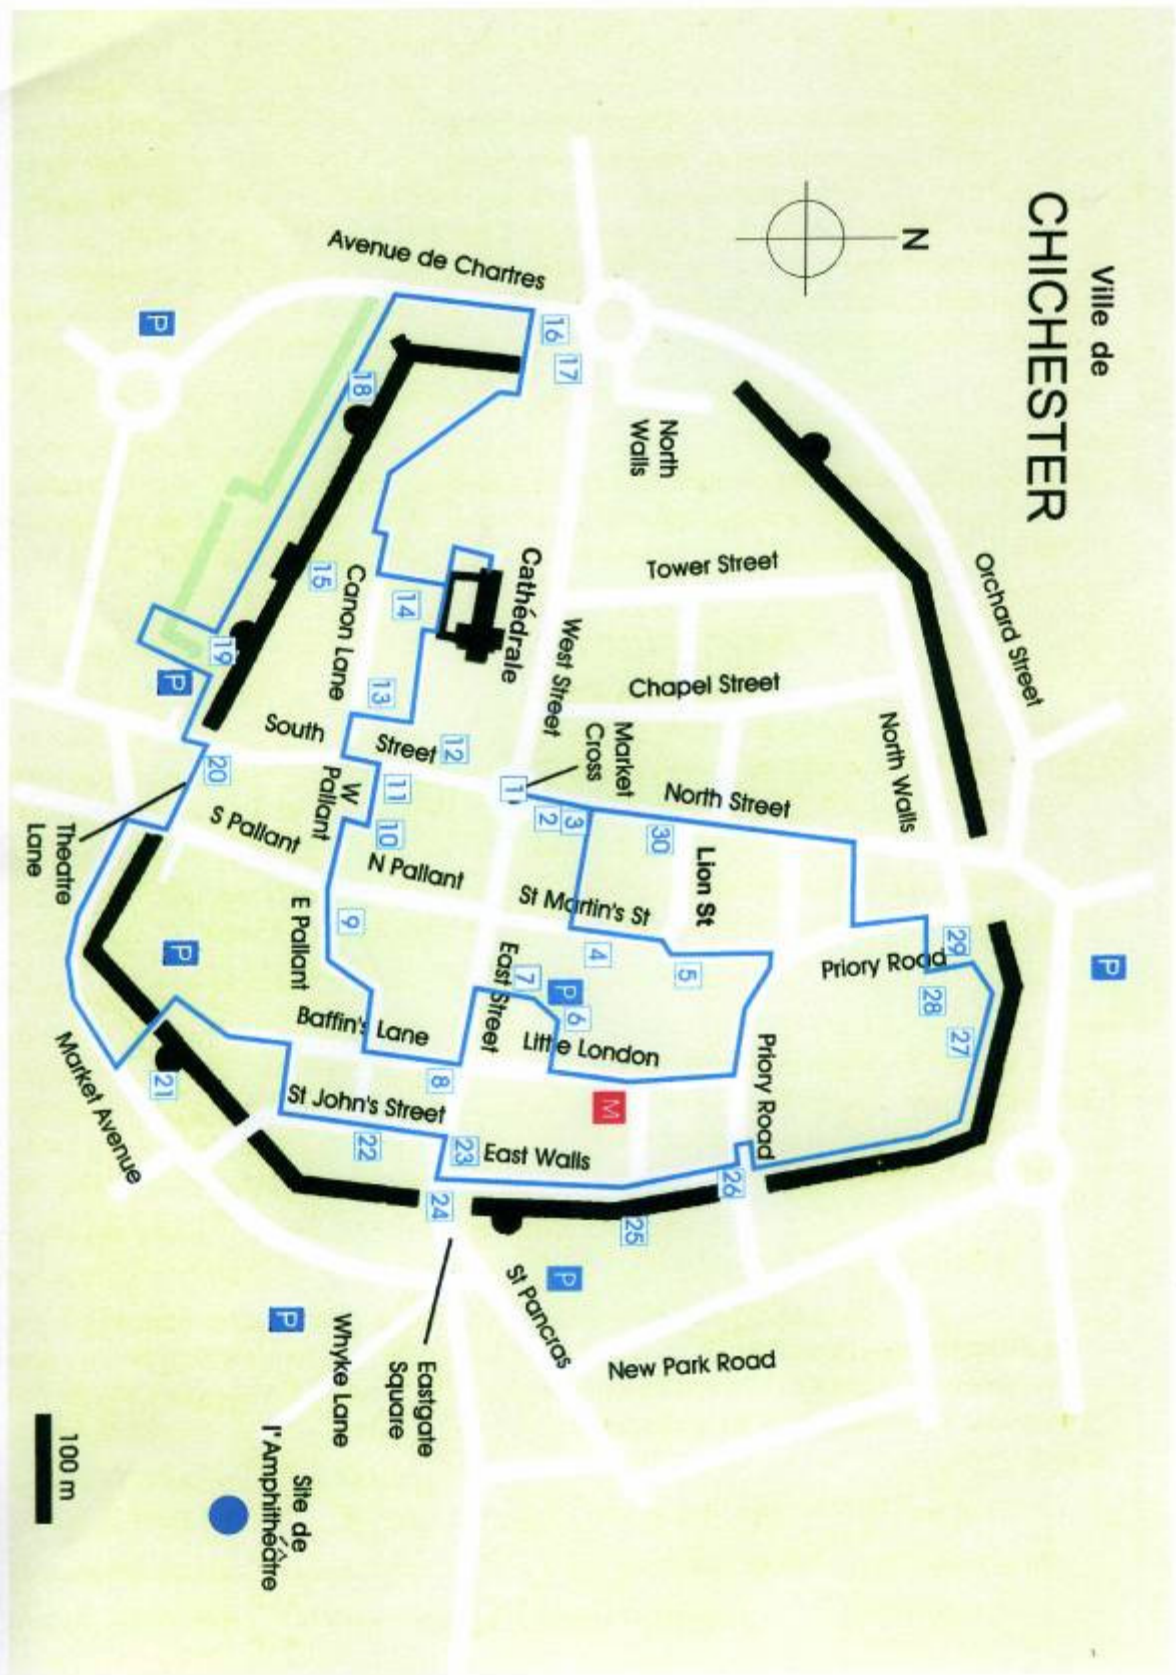 Ville de
CHICHESTER
N
Orchard Street
North
Walls
Tower Street
Chapel Street
North Walls
Avenue de Chartres
16
17
Cathédrale
West Street
Market
Cross
North Street
1
2
3
30
Lion St
St Martin's St
4
5
Priory Road
29
28
27
P
18
15
Canon Lane
14
13
12
South
Street
W
Pallant
11
10
N Pallant
9
E Pallant
East Street
7
P
6
Little London
M
Priory Road
P
19
P
20
S Pallant
Theatre
Lane
P
Baffin's Lane
8
St John's Street
22
23
East Walls
26
21
Market Avenue
24
25
P
St Pancras
New Park Road
Eastgate
Square
Whyke Lane
P
Site de
l'Amphithéâtre
100 m